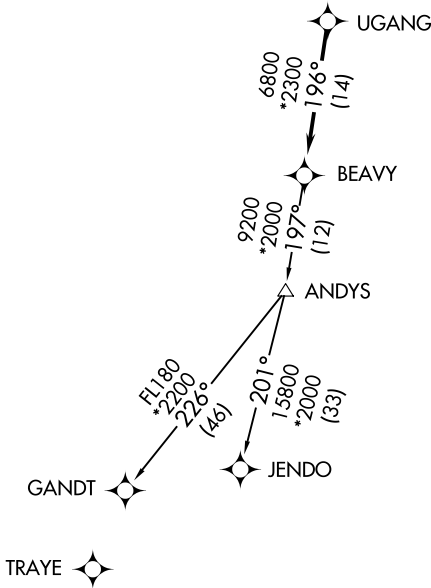 UGANG
6800
*2300
196°
(14)
BEAVY
9200
*2000
197°
(12)
ANDYS
FL180
*2200
226°
(46)
201°
15800
*2000
(33)
GANDT
JENDO
TRAYE